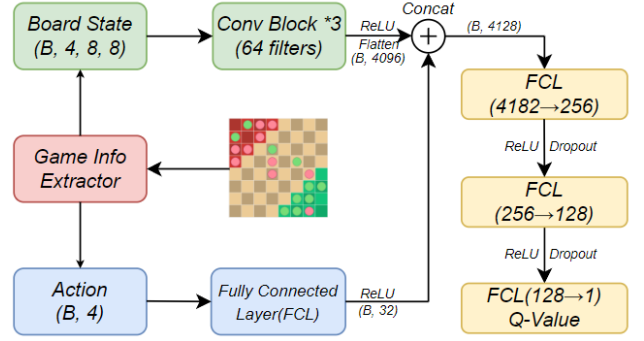 Board State
(B, 4, 8, 8)
Conv Block *3
(64 filters)
ReLU
Flatten
(B, 4096)
Concat
(B, 4128)
FCL
(4182→256)
ReLU Dropout
FCL
(256→128)
ReLU Dropout
FCL(128→1)
Q-Value
Game Info
Extractor
Action
(B, 4)
Fully Connected
Layer(FCL)
ReLU
(B, 32)